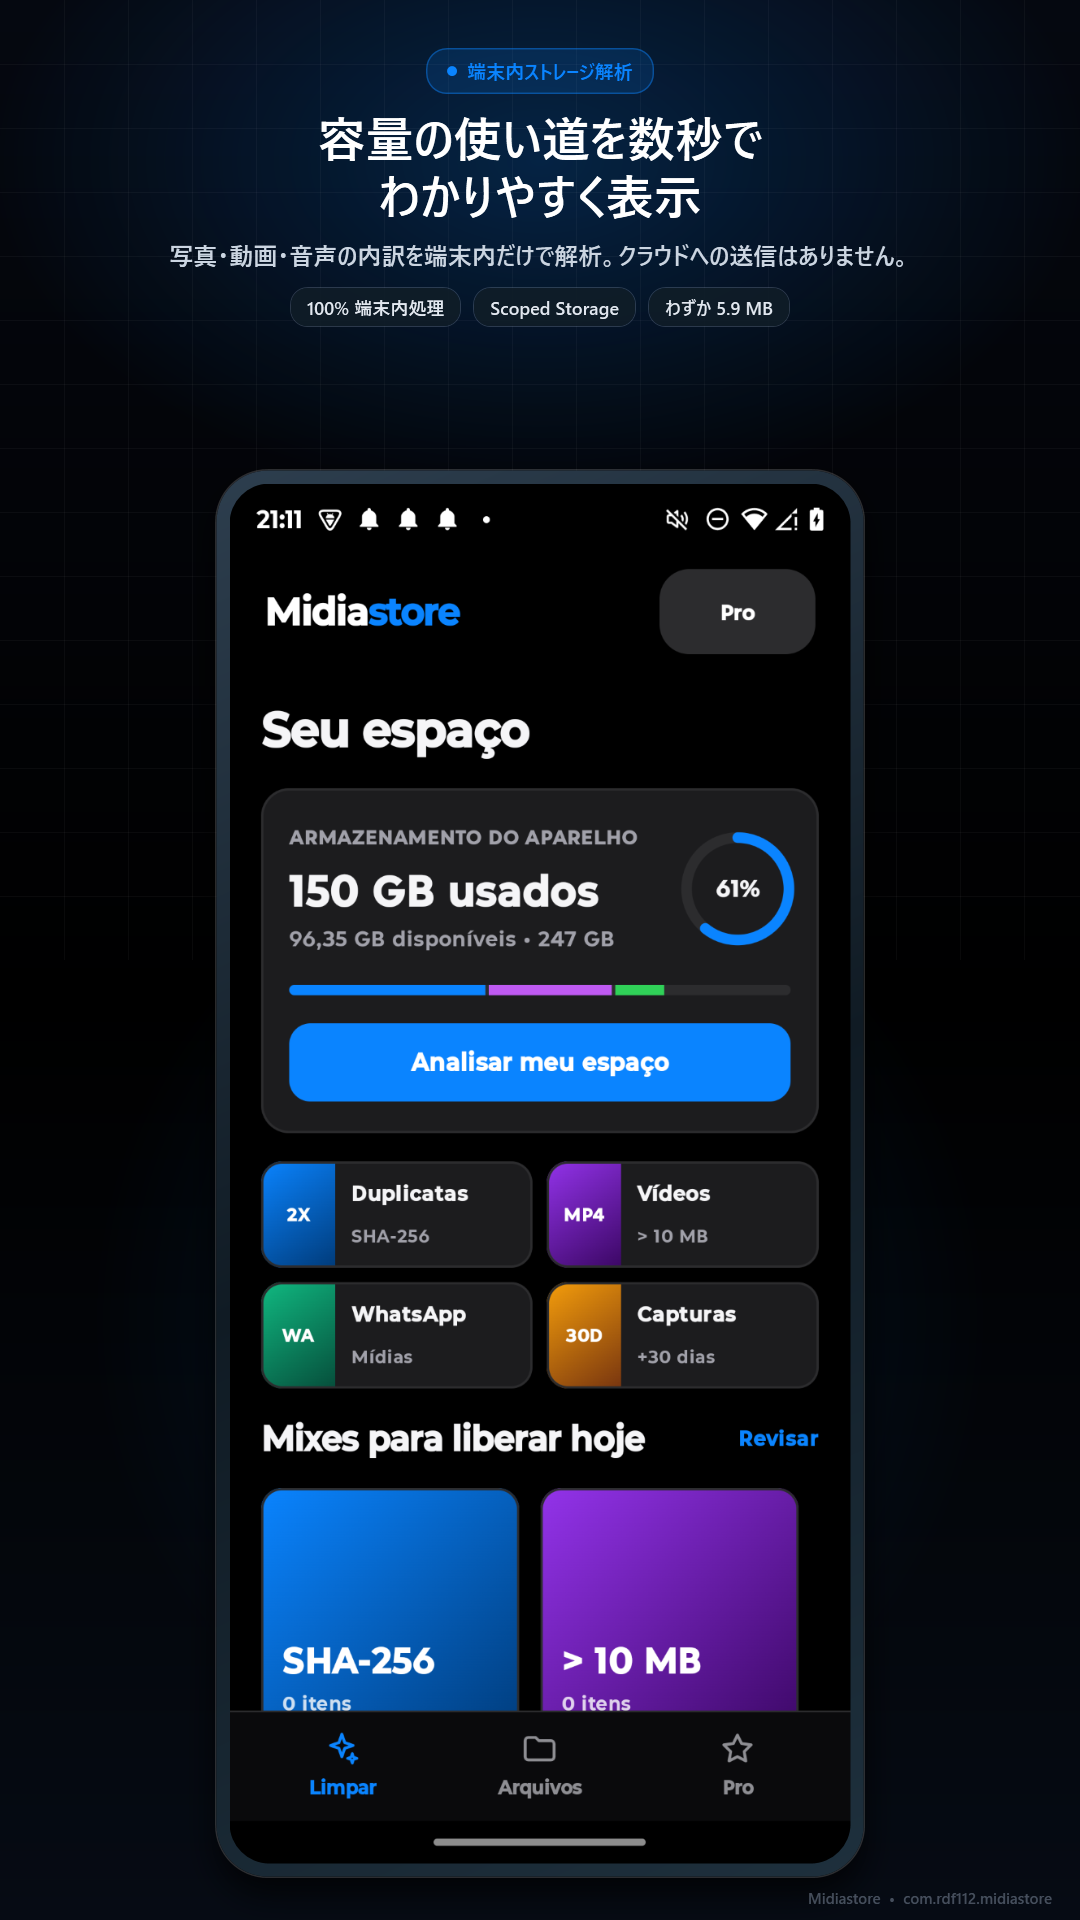 端末内ストレージ解析
容量の使い道を数秒で
わかりやすく表示
写真・動画・音声の内訳を端末内だけで解析。クラウドへの送信はありません。
100% 端末内処理
Scoped Storage
わずか 5.9 MB
21:11
Midiastore
Pro
Seu espaço
ARMAZENAMENTO DO APARELHO
150 GB usados
61%
96,35 GB disponíveis • 247 GB
Analisar meu espaço
2X
Duplicatas
SHA-256
MP4
Vídeos
> 10 MB
WA
WhatsApp
Mídias
30D
Capturas
+30 dias
Mixes para liberar hoje
Revisar
SHA-256
0 itens
> 10 MB
0 itens
Limpar
Arquivos
Pro
Midiastore • com.rdf112.midiastore